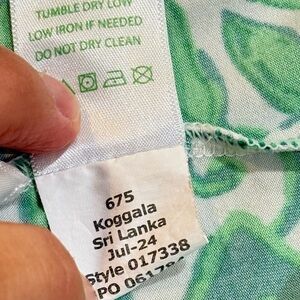 TUMBLE DRY LOW
LOW IRON IF NEEDED
DO NOT DRY CLEAN
675
Koggala
Sri Lanka
Jul-24
Style 017338
PO